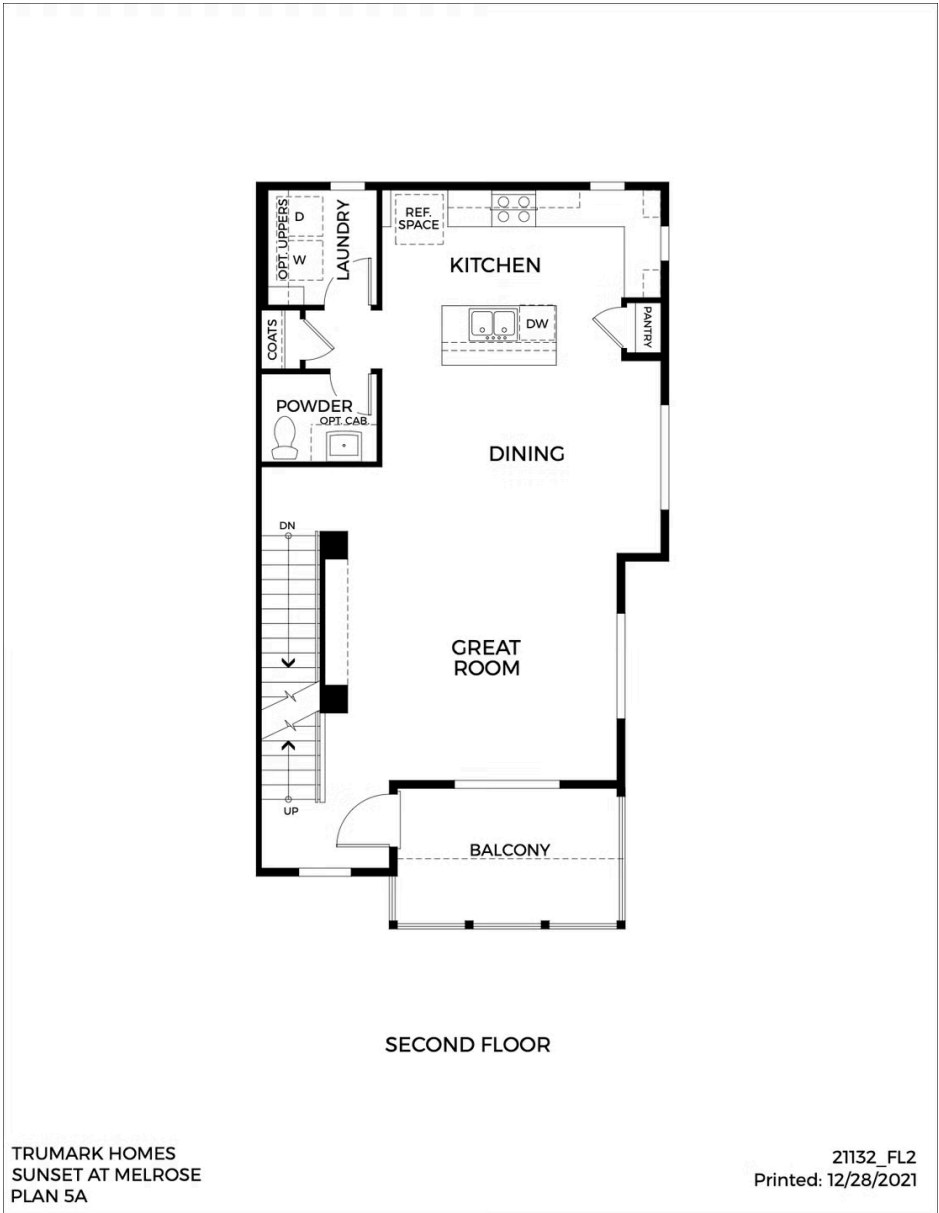 OPT. UPPERS
D
W
LAUNDRY
REF.
SPACE
KITCHEN
DW
PANTRY
COATS
POWDER
OPT. CAB.
DINING
DN
GREAT
ROOM
UP
BALCONY
SECOND FLOOR
TRUMARK HOMES
SUNSET AT MELROSE
PLAN 5A
21132_FL2
Printed: 12/28/2021